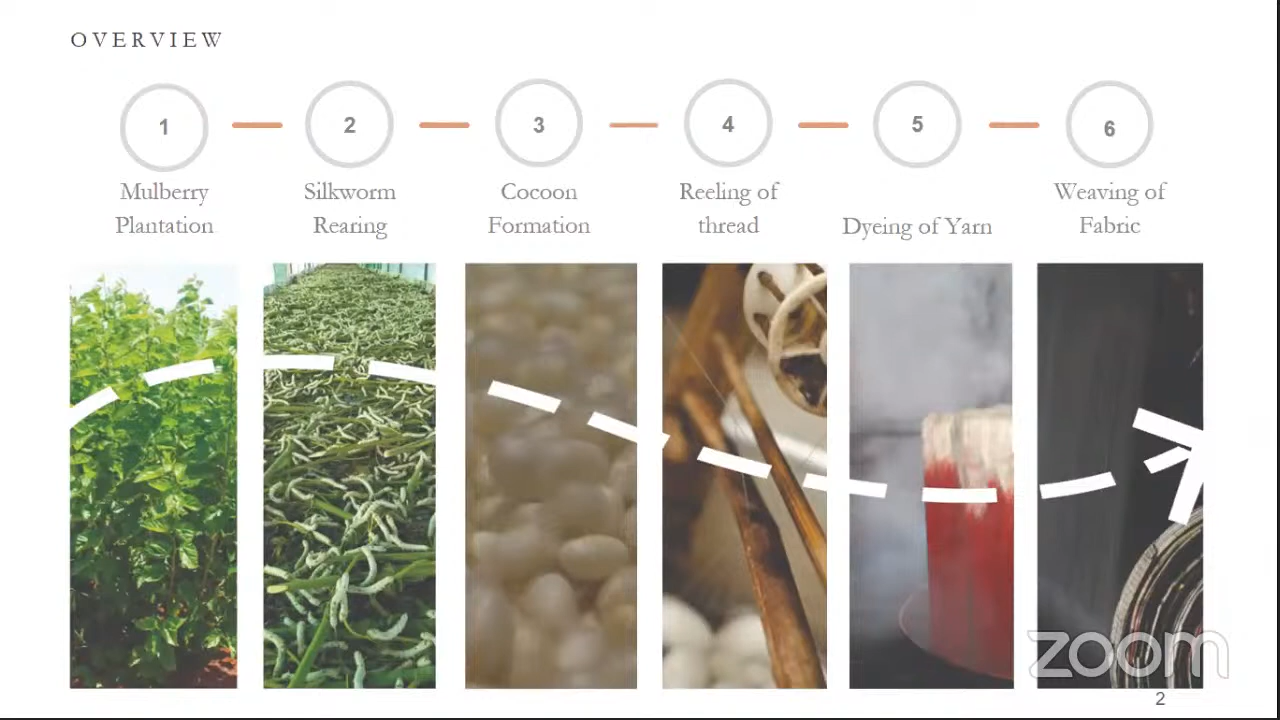 OVERVIEW
1
2
3
4
5
6
Mulberry
Plantation
Silkworm
Rearing
Cocoon
Formation
Reeling of
thread
Dyeing of Yarn
Weaving of
Fabric
zoom
2